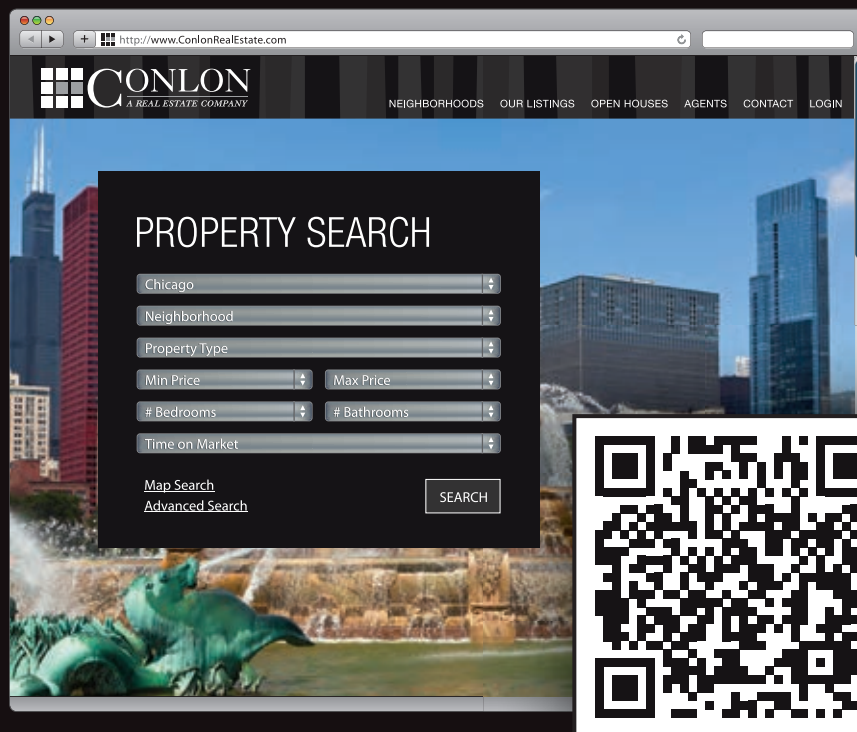 http://www.ConlonRealEstate.com
CONLON
A REAL ESTATE COMPANY
NEIGHBORHOODS OUR LISTINGS OPEN HOUSES AGENTS CONTACT LOGIN
PROPERTY SEARCH
Chicago
Neighborhood
Property Type
Min Price Max Price
# Bedrooms # Bathrooms
Time on Market
Map Search
Advanced Search
SEARCH